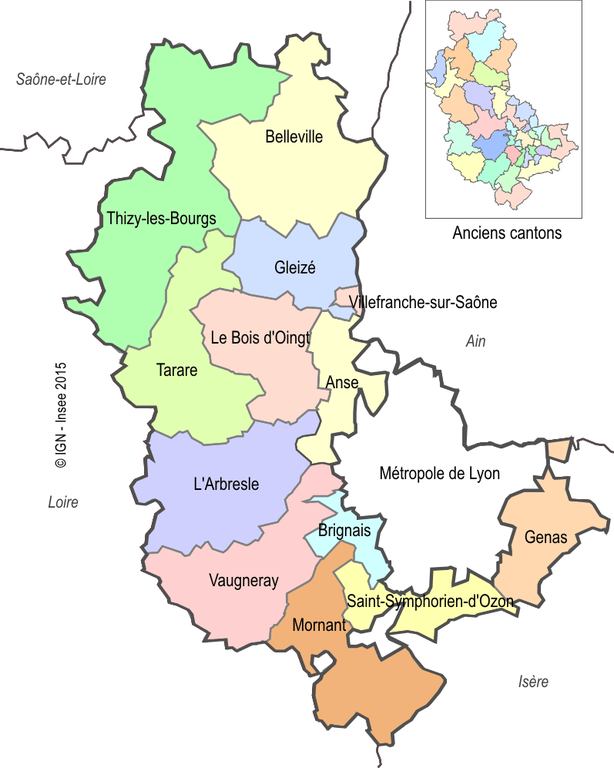 Saône-et-Loire
Belleville
Anciens cantons
Thizy-les-Bourgs
Gleizé
Villefranche-sur-Saône
Le Bois d'Oingt
Ain
Tarare
Anse
© IGN - Insee 2015
Métropole de Lyon
L'Arbresle
Loire
Brignais
Genas
Vaugneray
Saint-Symphorien-d'Ozon
Mornant
Isère